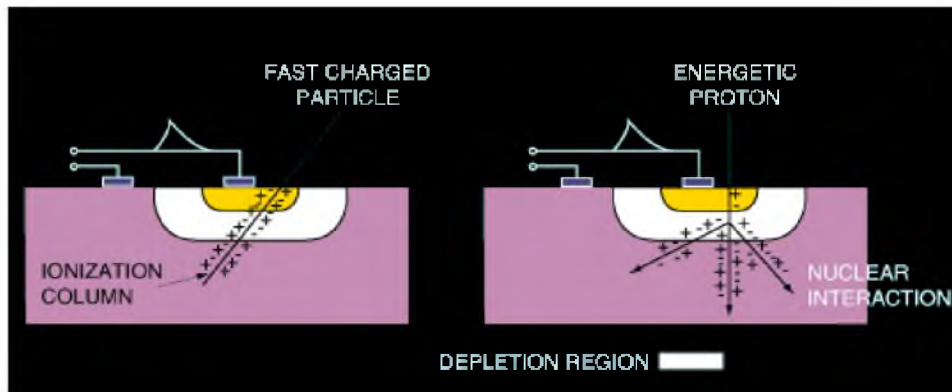 FAST CHARGED
PARTICLE
ENERGETIC
PROTON
IONIZATION
COLUMN
NUCLEAR
INTERACTION
DEPLETION REGION